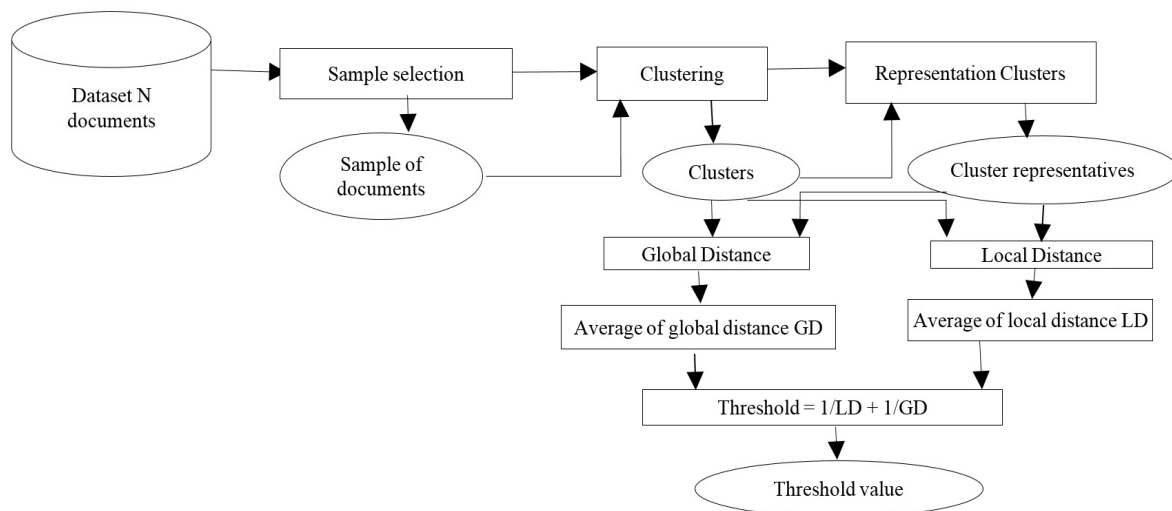 Dataset N
documents
Sample selection
Clustering
Representation Clusters
Sample of
documents
Clusters
Cluster representatives
Global Distance
Local Distance
Average of global distance GD
Average of local distance LD
Threshold = 1/LD + 1/GD
Threshold value